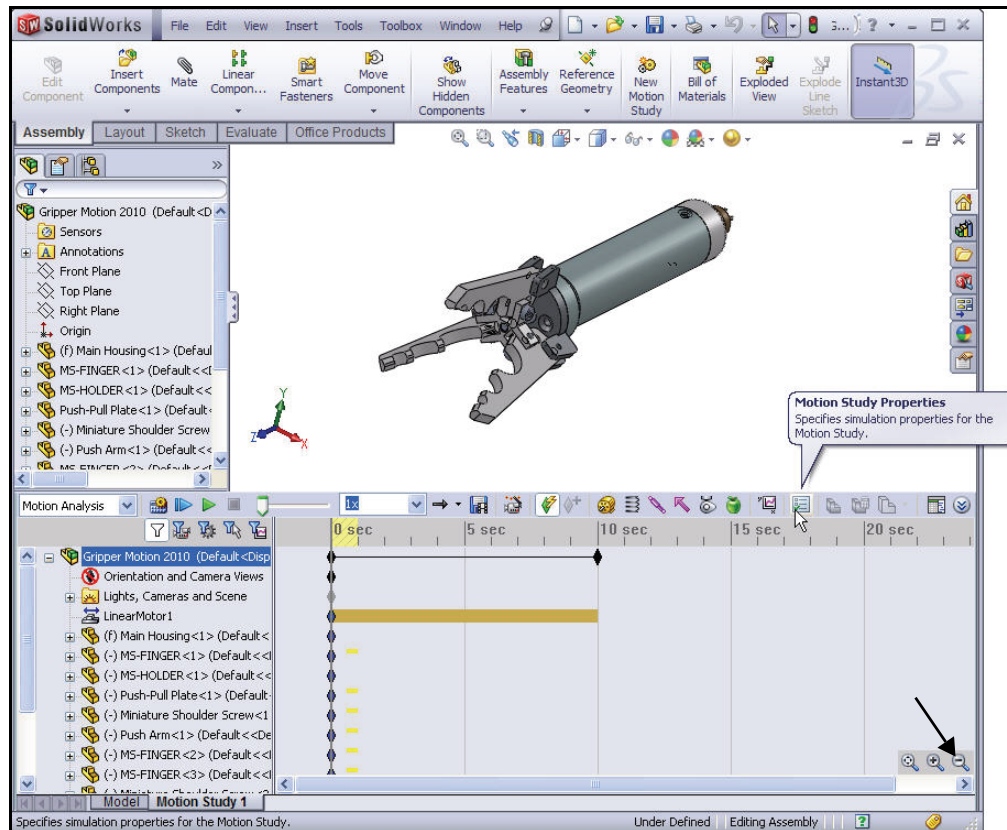 SolidWorks File Edit View Insert Tools Toolbox Window Help s... ?
Edit Component
Insert Components
Mate
Linear Compon...
Smart Fasteners
Move Component
Show Hidden Components
Assembly Features
Reference Geometry
New Motion Study
Bill of Materials
Exploded View
Explode Line Sketch
Instant3D
Assembly Layout Sketch Evaluate Office Products
Gripper Motion 2010 (Default<D
Sensors
A Annotations
Front Plane
Top Plane
Right Plane
Origin
(f) Main Housing<1> (Defaul
MS-FINGER<1> (Default<<
MS-HOLDER<1> (Default<<
Push-Pull Plate<1> (Default<
(-) Miniature Shoulder Screw
(-) Push Arm<1> (Default<<
MS-FINGER<2> (Default<<
Y
Z
X
Motion Study Properties
Specifies simulation properties for the
Motion Study.
Motion Analysis 1x
0 sec 5 sec 10 sec 15 sec 20 sec
Gripper Motion 2010 (Default<Disp
Orientation and Camera Views
Lights, Cameras and Scene
LinearMotor1
(f) Main Housing<1> (Default<
(-) MS-FINGER<1> (Default<<
(-) MS-HOLDER<1> (Default<<
(-) Push-Pull Plate<1> (Default
(-) Miniature Shoulder Screw<1
(-) Push Arm<1> (Default<<De
(-) MS-FINGER<2> (Default<<
(-) MS-FINGER<3> (Default<<
Model Motion Study 1
Specifies simulation properties for the Motion Study. Under Defined Editing Assembly ?